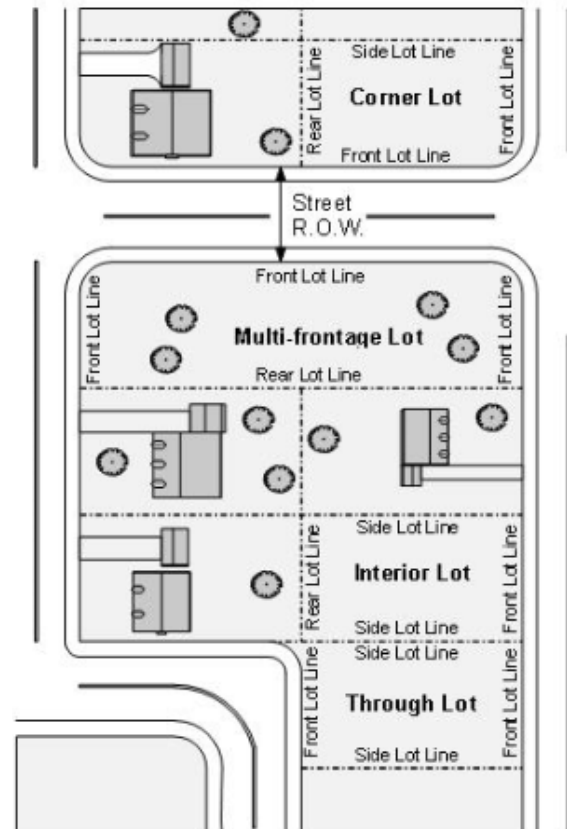 Side Lot Line
Rear Lot Line
Corner Lot
Front Lot Line
Front Lot Line
Street
R.O.W.
Front Lot Line
Front Lot Line
Multi-frontage Lot
Front Lot Line
Rear Lot Line
Side Lot Line
Rear Lot Line
Interior Lot
Front Lot Line
Side Lot Line
Side Lot Line
Front Lot Line
Through Lot
Front Lot Line
Side Lot Line